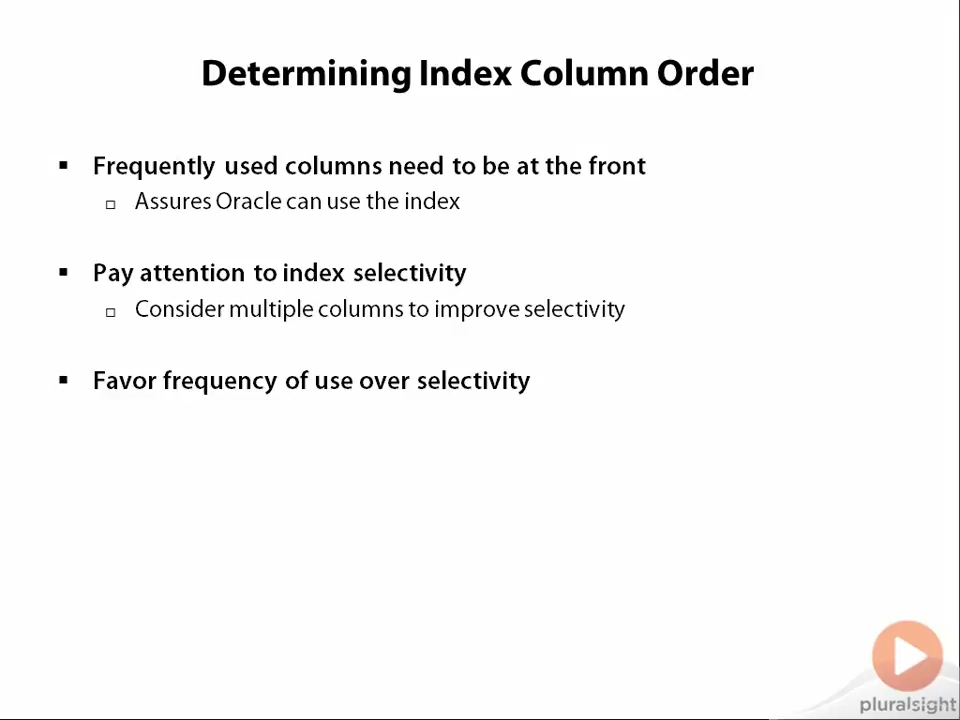 Determining Index Column Order
▪ Frequently used columns need to be at the front
□ Assures Oracle can use the index
▪ Pay attention to index selectivity
□ Consider multiple columns to improve selectivity
▪ Favor frequency of use over selectivity
pluralsight